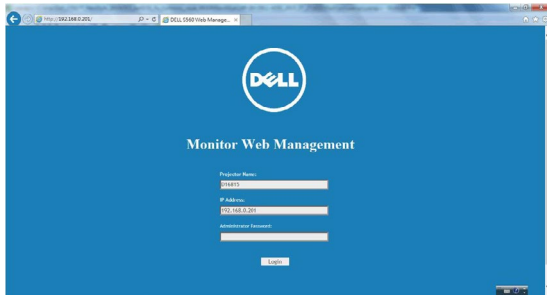 http://192.168.0.201/
DELL S560 Web Manage...
DELL
Monitor Web Management
Projector Name:
D16815
IP Address:
192.168.0.201
Administrator Password:
Login